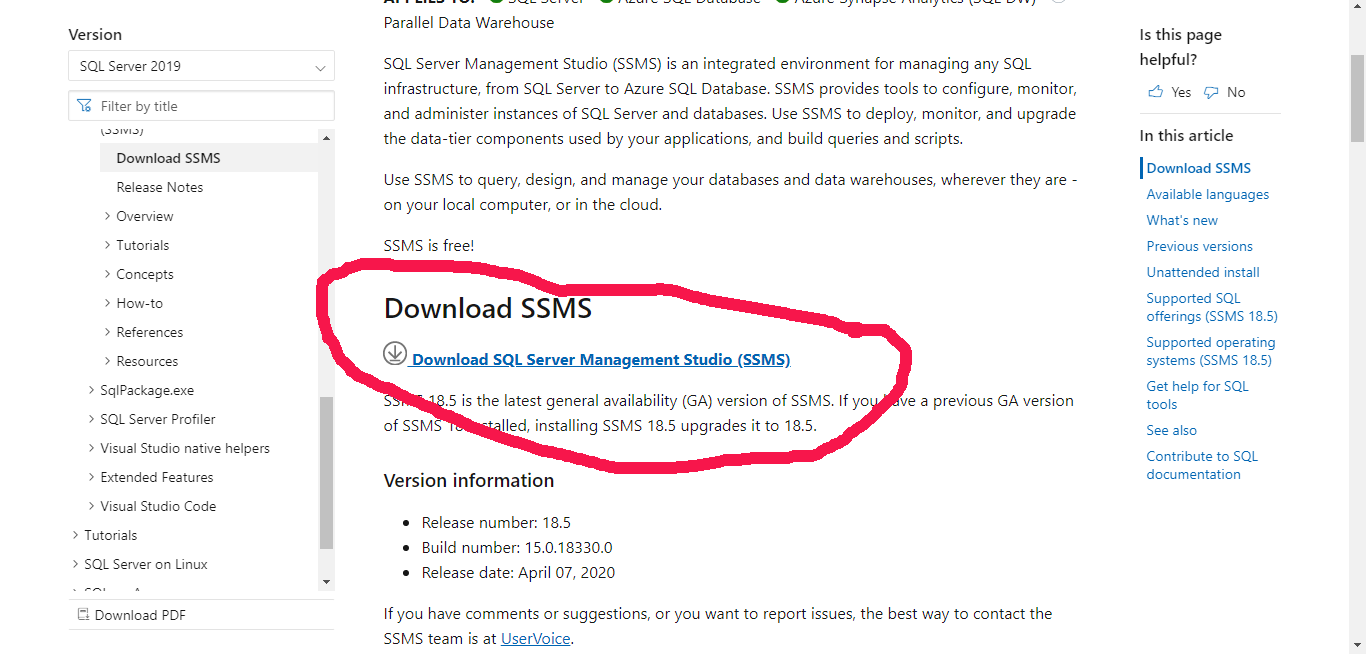 Version
SQL Server 2019
Filter by title
(SSMS)
Download SSMS
Release Notes
Overview
Tutorials
Concepts
How-to
References
Resources
SqlPackage.exe
SQL Server Profiler
Visual Studio native helpers
Extended Features
Visual Studio Code
Tutorials
SQL Server on Linux
Download PDF
APPLIES TO: SQL Server Azure SQL Database Azure Synapse Analytics (SQL DW)
Parallel Data Warehouse
SQL Server Management Studio (SSMS) is an integrated environment for managing any SQL
infrastructure, from SQL Server to Azure SQL Database. SSMS provides tools to configure, monitor,
and administer instances of SQL Server and databases. Use SSMS to deploy, monitor, and upgrade
the data-tier components used by your applications, and build queries and scripts.
Use SSMS to query, design, and manage your databases and data warehouses, wherever they are -
on your local computer, or in the cloud.
SSMS is free!
Download SSMS
Download SQL Server Management Studio (SSMS)
SSMS 18.5 is the latest general availability (GA) version of SSMS. If you have a previous GA version
of SSMS installed, installing SSMS 18.5 upgrades it to 18.5.
Version information
Release number: 18.5
Build number: 15.0.18330.0
Release date: April 07, 2020
If you have comments or suggestions, or you want to report issues, the best way to contact the
SSMS team is at UserVoice.
Is this page
helpful?
Yes No
In this article
Download SSMS
Available languages
What's new
Previous versions
Unattended install
Supported SQL
offerings (SSMS 18.5)
Supported operating
systems (SSMS 18.5)
Get help for SQL
tools
See also
Contribute to SQL
documentation